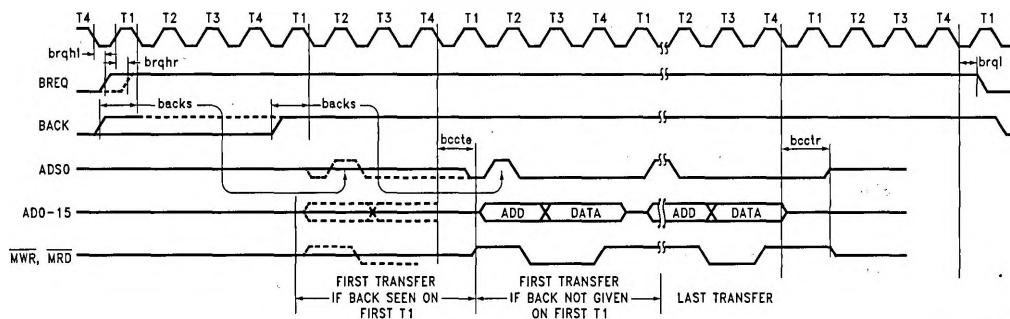 T4 T1 T2 T3 T4 T1 T2 T3 T4 T1 T2 T3 T4 T1 T2 T3 T4 T1 T2 T3 T4 T1
brqhl
brqhr
brql
BREQ
backs
backs
BACK
bccte
bcctr
ADS0
AD0-15
ADD
DATA
ADD
DATA
MWR, MRD
FIRST TRANSFER
IF BACK SEEN ON
FIRST T1
FIRST TRANSFER
IF BACK NOT GIVEN
ON FIRST T1
LAST TRANSFER